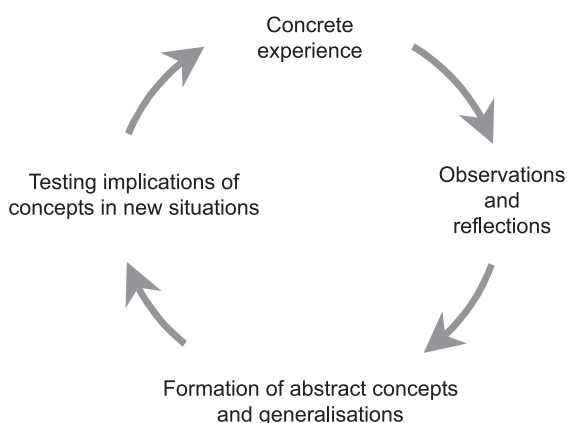 Concrete
experience
Observations
and
reflections
Formation of abstract concepts
and generalisations
Testing implications of
concepts in new situations